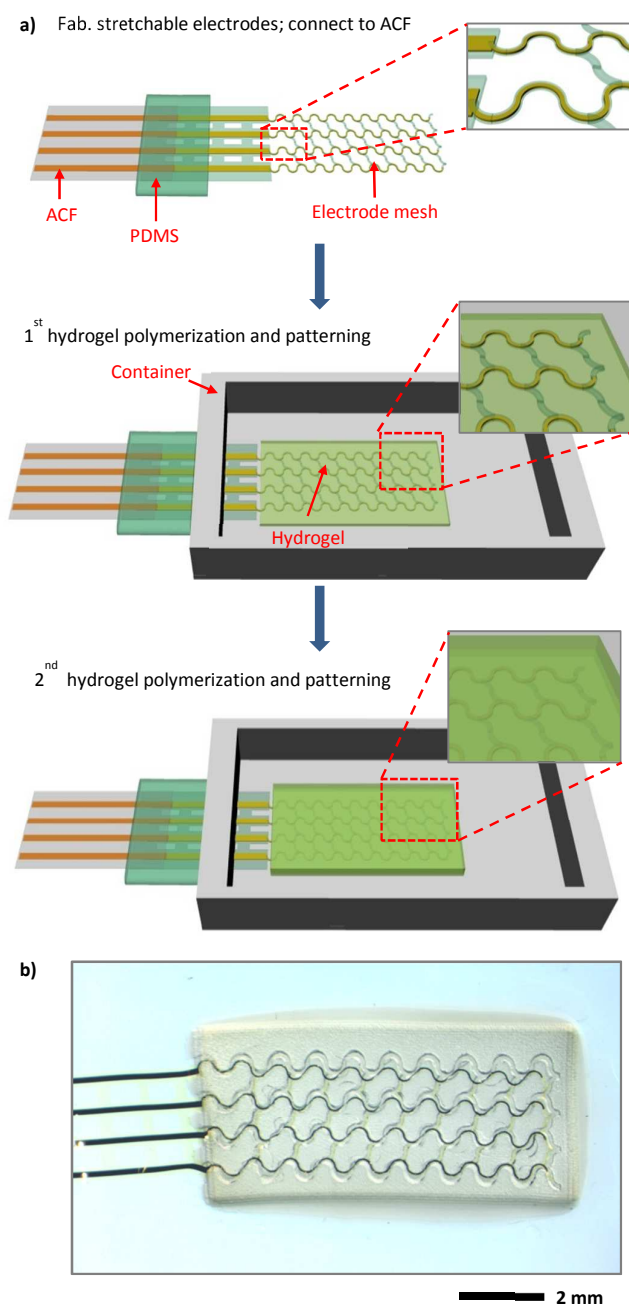 a) Fab. stretchable electrodes; connect to ACF
ACF
PDMS
Electrode mesh
1st hydrogel polymerization and patterning
Container
Hydrogel
2nd hydrogel polymerization and patterning
b)
2 mm